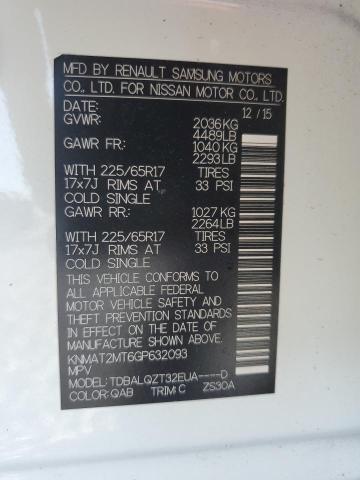 MFD BY RENAULT SAMSUNG MOTORS
CO., LTD. FOR NISSAN MOTOR CO., LTD.
DATE: 12 / 15
GVWR: 2036 KG
4489 LB
GAWR FR: 1040 KG
2293 LB
WITH 225/65R17 TIRES
17x7J RIMS AT 33 PSI
COLD SINGLE
GAWR RR: 1027 KG
2264 LB
WITH 225/65R17 TIRES
17x7J RIMS AT 33 PSI
COLD SINGLE
THIS VEHICLE CONFORMS TO
ALL APPLICABLE FEDERAL
MOTOR VEHICLE SAFETY AND
THEFT PREVENTION STANDARDS
IN EFFECT ON THE DATE OF
MANUFACTURE SHOWN ABOVE.
KNMAT2MT6GP632093
MPV
MODEL: TDBALQZT32EUA----D
COLOR: QAB TRIM: C ZS30A